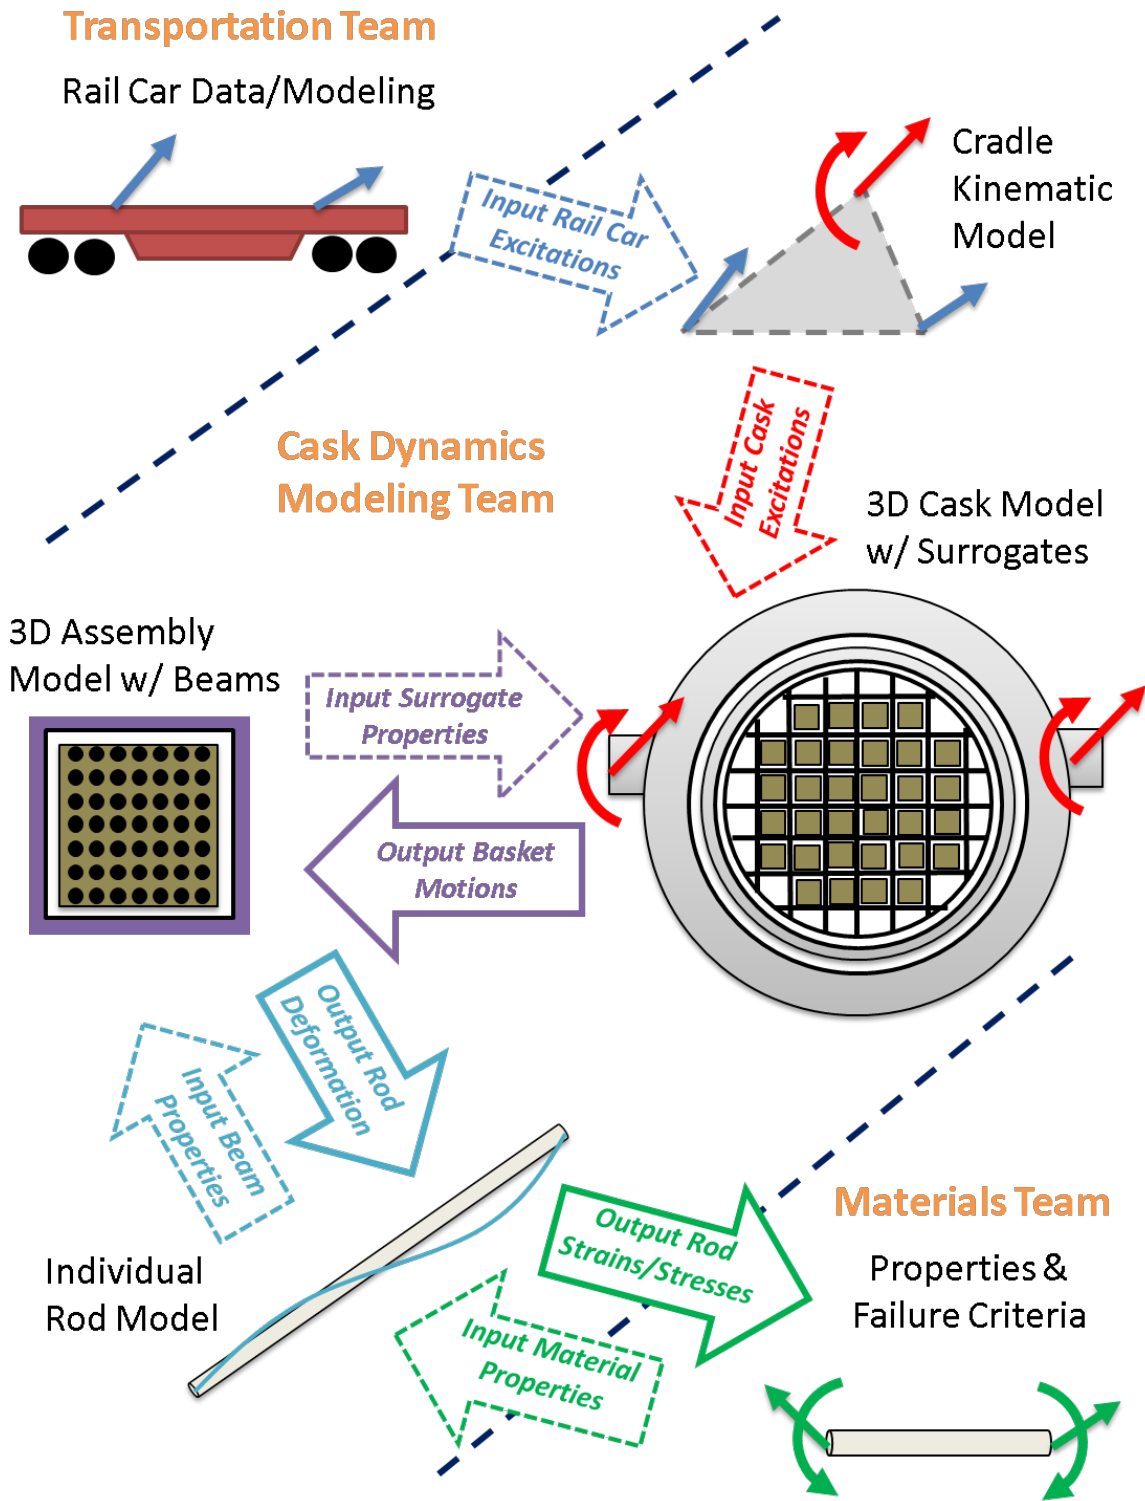 Transportation Team
Rail Car Data/Modeling
Cradle
Kinematic
Model
Input Rail Car
Excitations
Input Cask
Excitations
Cask Dynamics
Modeling Team
3D Cask Model
w/ Surrogates
3D Assembly
Model w/ Beams
Input Surrogate
Properties
Output Basket
Motions
Output Rod
Deformation
Input Beam
Properties
Individual
Rod Model
Output Rod
Strains/Stresses
Input Material
Properties
Materials Team
Properties &
Failure Criteria